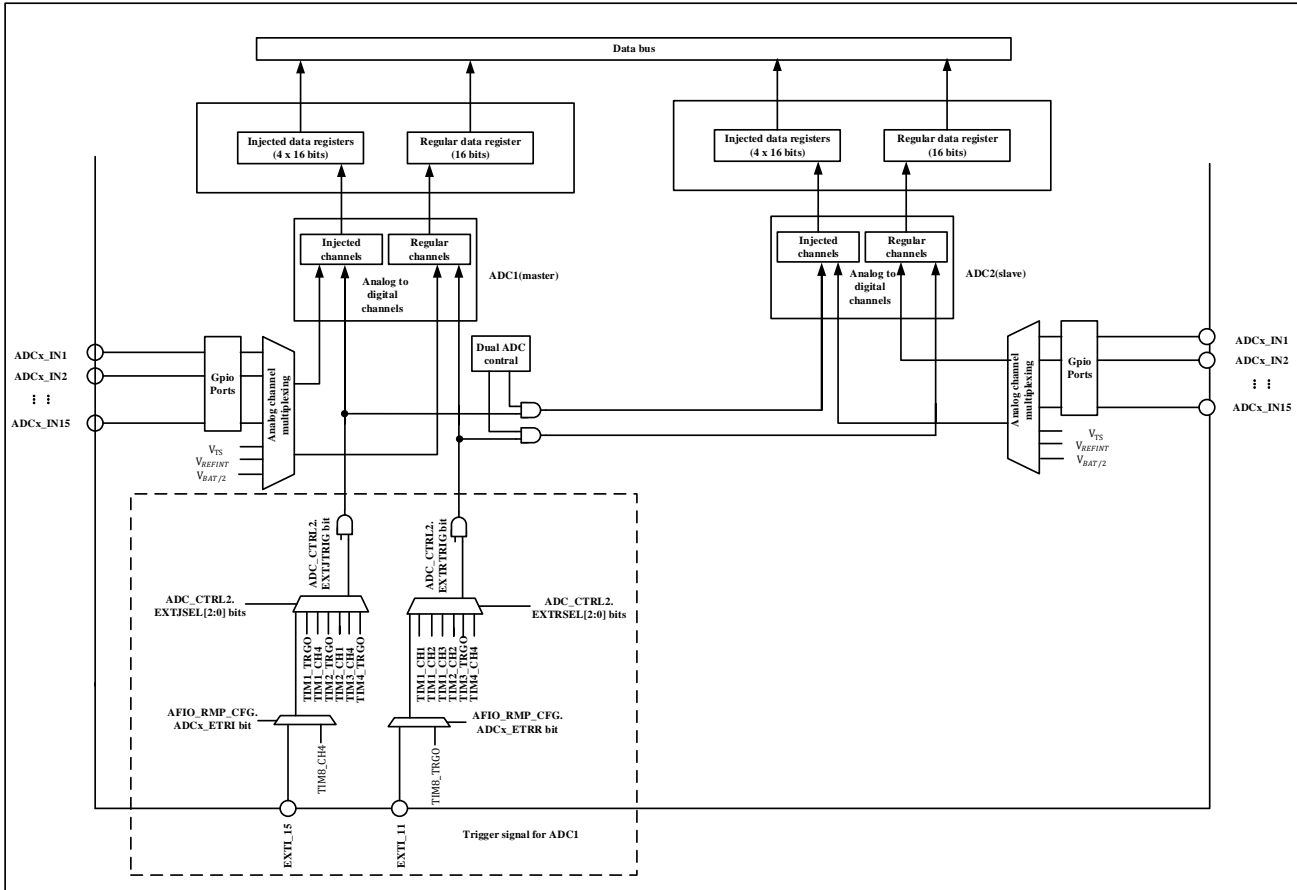 Data bus
Injected data registers
(4 x 16 bits)
Regular data register
(16 bits)
Injected data registers
(4 x 16 bits)
Regular data register
(16 bits)
Injected
channels
Regular
channels
Analog to
digital
channels
ADC1(master)
Injected
channels
Regular
channels
Analog to
digital
channels
ADC2(slave)
Dual ADC
contral
ADCx_IN1
ADCx_IN2
⋮ ⋮
ADCx_IN15
Gpio
Ports
Analog channel
multiplexing
V_TS
V_REFINT
V_BAT/2
Analog channel
multiplexing
Gpio
Ports
ADCx_IN1
ADCx_IN2
⋮ ⋮
ADCx_IN15
V_TS
V_REFINT
V_BAT/2
ADC_CTRL2.
EXTJTRIG bit
ADC_CTRL2.
EXTRTRIG bit
ADC_CTRL2.
EXTJSEL[2:0] bits
ADC_CTRL2.
EXTRSEL[2:0] bits
TIM1_TRGO
TIM1_CH4
TIM2_TRGO
TIM2_CH1
TIM3_CH4
TIM4_TRGO
TIM1_CH1
TIM1_CH2
TIM1_CH3
TIM2_CH2
TIM3_TRGO
TIM4_CH4
AFIO_RMP_CFG.
ADCx_ETRI bit
AFIO_RMP_CFG.
ADCx_ETRR bit
TIM8_CH4
TIM8_TRGO
EXTI_15
EXTI_11
Trigger signal for ADC1